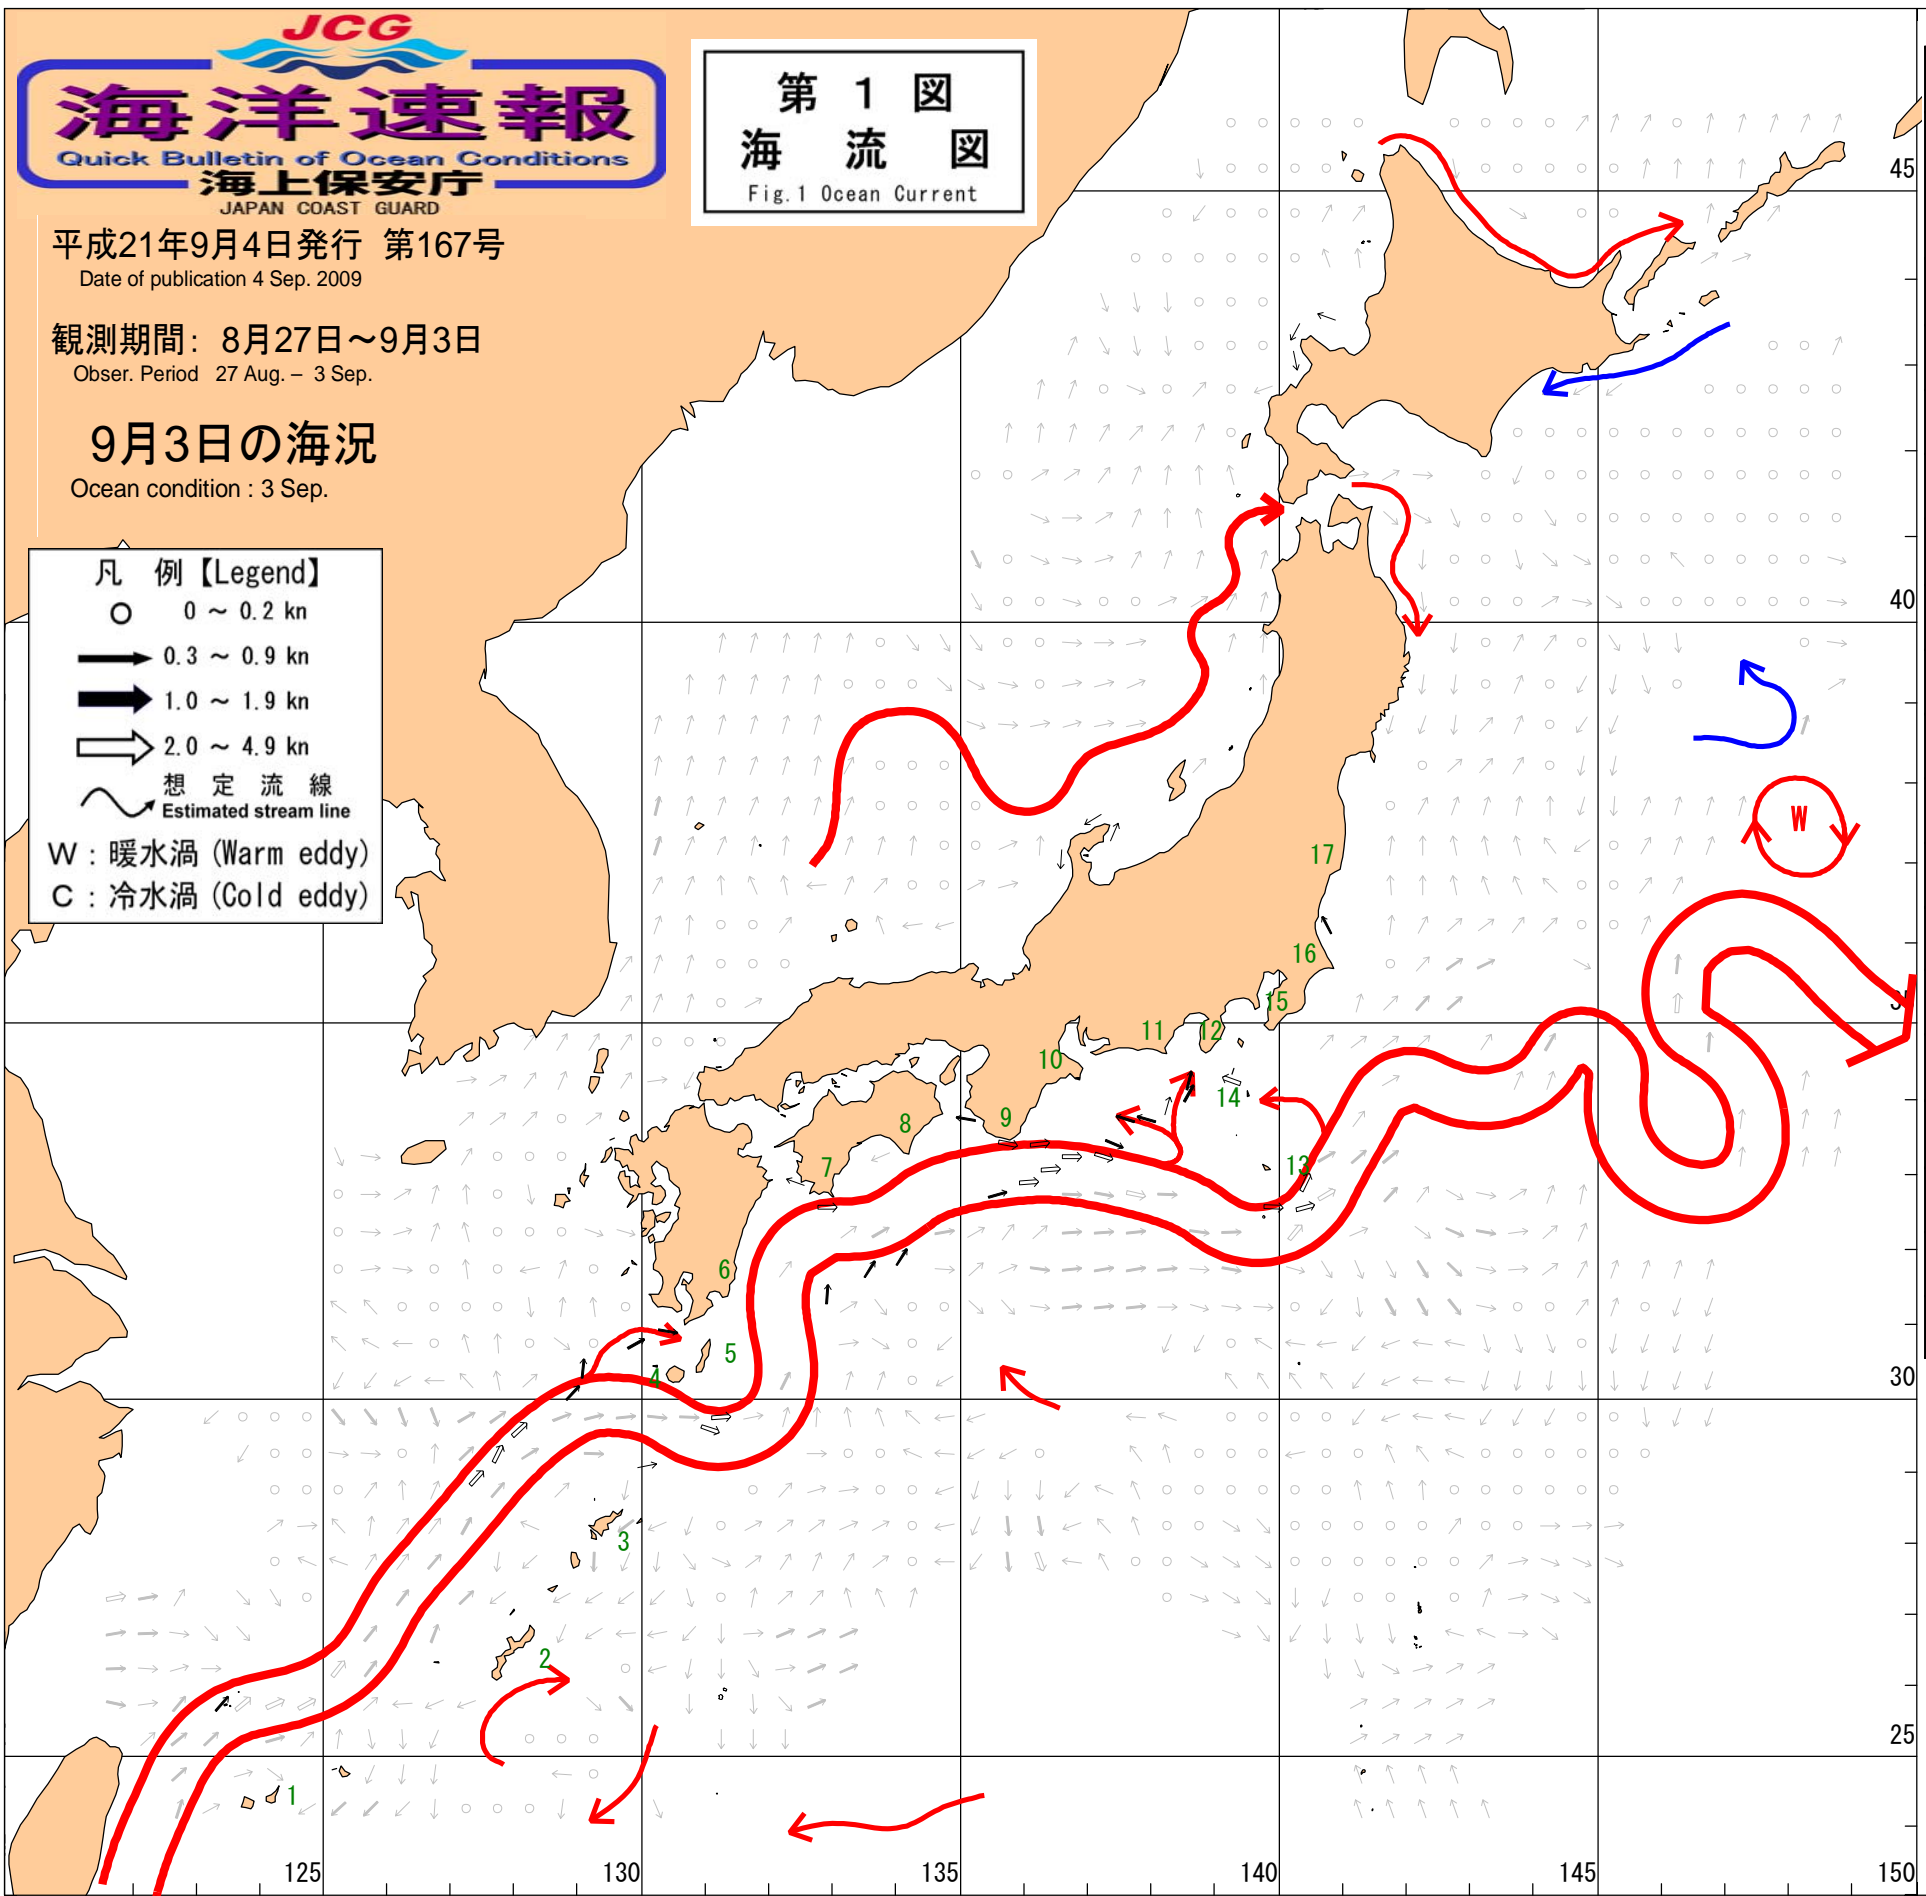 JCG
海洋速報
Quick Bulletin of Ocean Conditions
海上保安庁
JAPAN COAST GUARD
第 1 図
海 流 図
Fig.1 Ocean Current
平成21年9月4日発行 第167号
Date of publication 4 Sep. 2009
観測期間: 8月27日～9月3日
Obser. Period 27 Aug. – 3 Sep.
9月3日の海況
Ocean condition : 3 Sep.
凡 例【Legend】
0 ～ 0.2 kn
0.3 ～ 0.9 kn
1.0 ～ 1.9 kn
2.0 ～ 4.9 kn
想 定 流 線
Estimated stream line
W : 暖水渦 (Warm eddy)
C : 冷水渦 (Cold eddy)
45
40
W
17
16
15
35
11
12
10
14
9
8
7
13
6
5
4
30
3
2
25
1
125
130
135
140
145
150